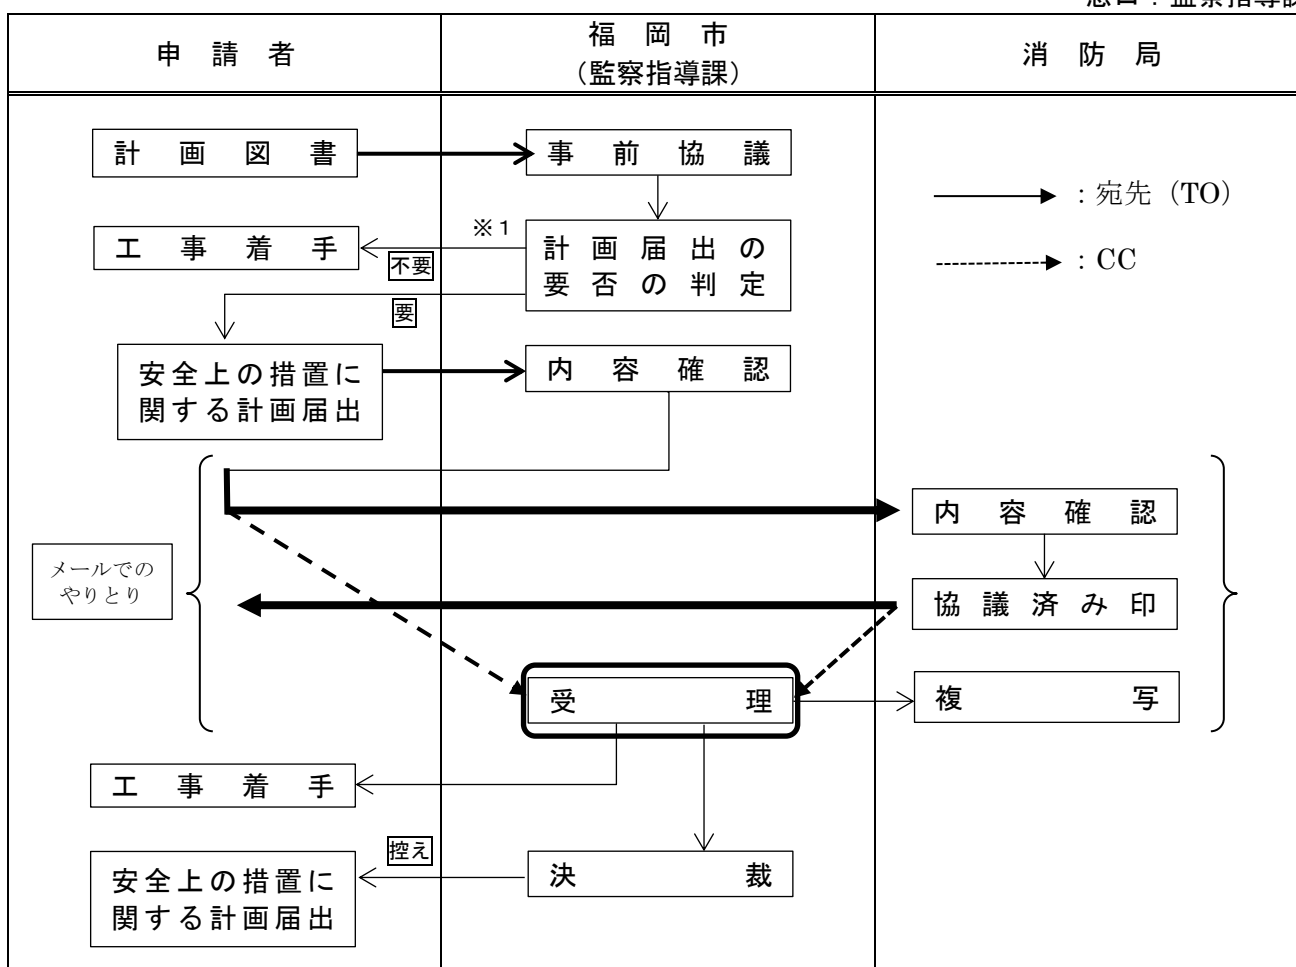 申請者
福岡市
(監察指導課)
消防局
計画図書
事前協議
：宛先（TO）
※1
工事着手
不要
計画届出の
要否の判定
：CC
要
安全上の措置に
関する計画届出
内容確認
内容確認
メールでの
やりとり
協議済み印
受理
複写
工事着手
控え
安全上の措置に
関する計画届出
決裁